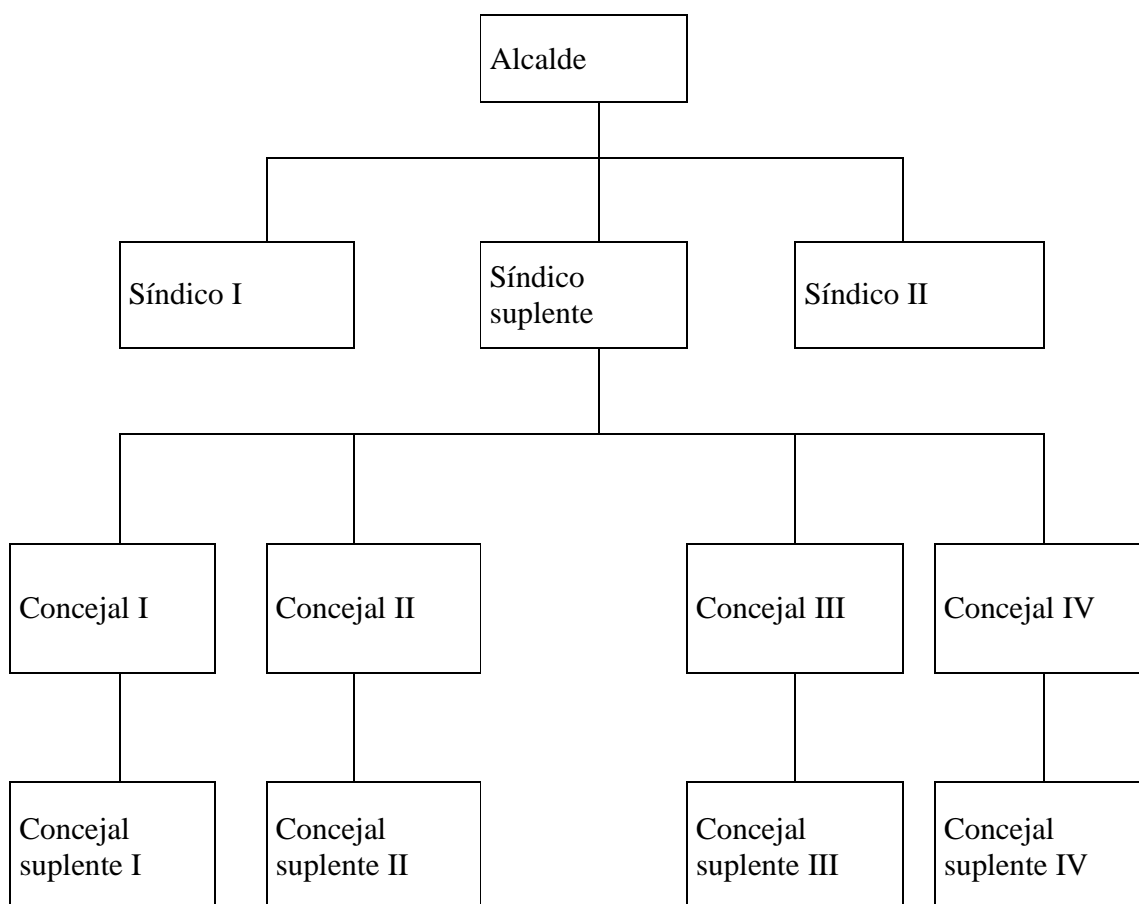 Alcalde
Síndico I
Síndico
suplente
Síndico II
Concejal I
Concejal II
Concejal III
Concejal IV
Concejal
suplente I
Concejal
suplente II
Concejal
suplente III
Concejal
suplente IV